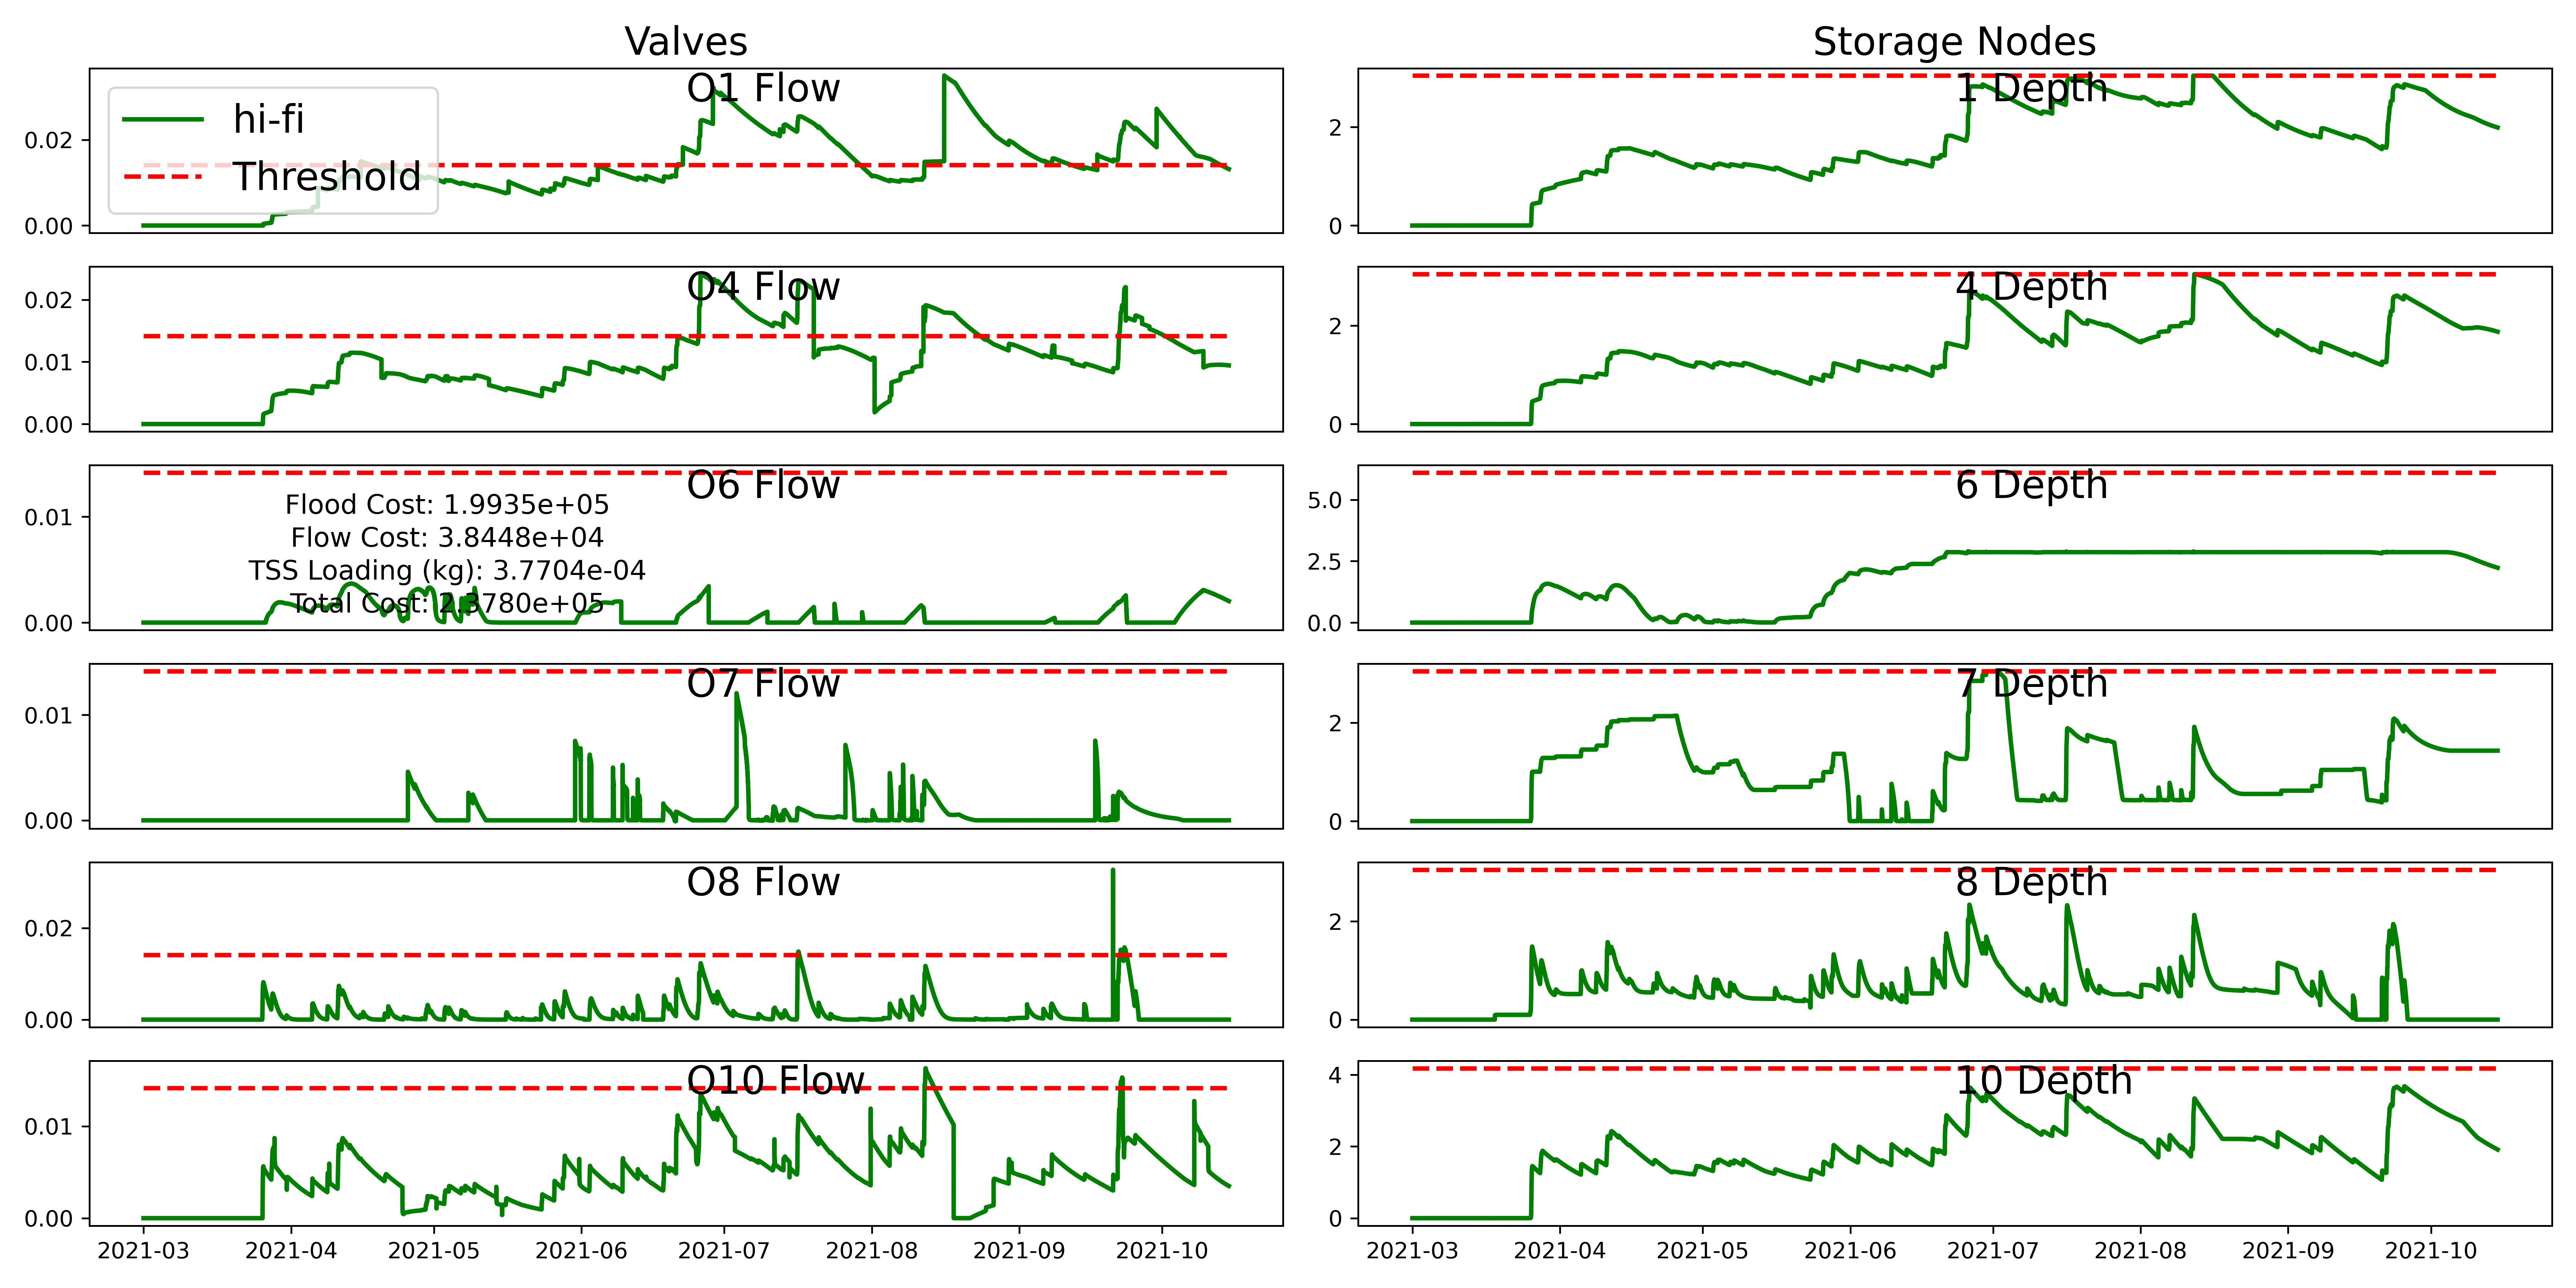 Valves
Storage Nodes
O1 Flow
hi-fi
Threshold
0.02
0.00
1 Depth
2
0
O4 Flow
0.02
0.01
0.00
4 Depth
2
0
O6 Flow
Flood Cost: 1.9935e+05
Flow Cost: 3.8448e+04
TSS Loading (kg): 3.7704e-04
Total Cost: 2.3780e+05
0.01
0.00
6 Depth
5.0
2.5
0.0
O7 Flow
0.01
0.00
7 Depth
2
0
O8 Flow
0.02
0.00
8 Depth
2
0
O10 Flow
0.01
0.00
10 Depth
4
2
0
2021-03 2021-04 2021-05 2021-06 2021-07 2021-08 2021-09 2021-10
2021-03 2021-04 2021-05 2021-06 2021-07 2021-08 2021-09 2021-10